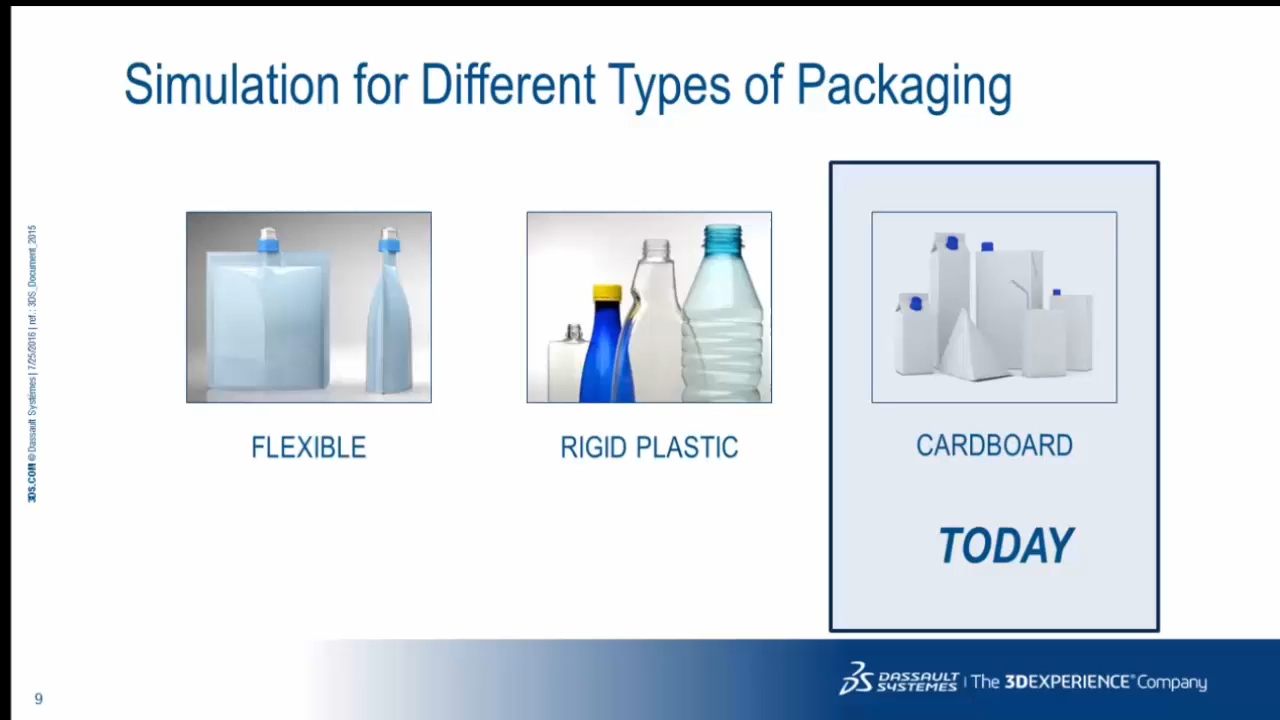 Simulation for Different Types of Packaging
3DS.COM © Dassault Systèmes | 7/25/2016 | ref.: 3DS_Document_2015
FLEXIBLE
RIGID PLASTIC
CARDBOARD
TODAY
9
DASSAULT SYSTEMES | The 3DEXPERIENCE® Company